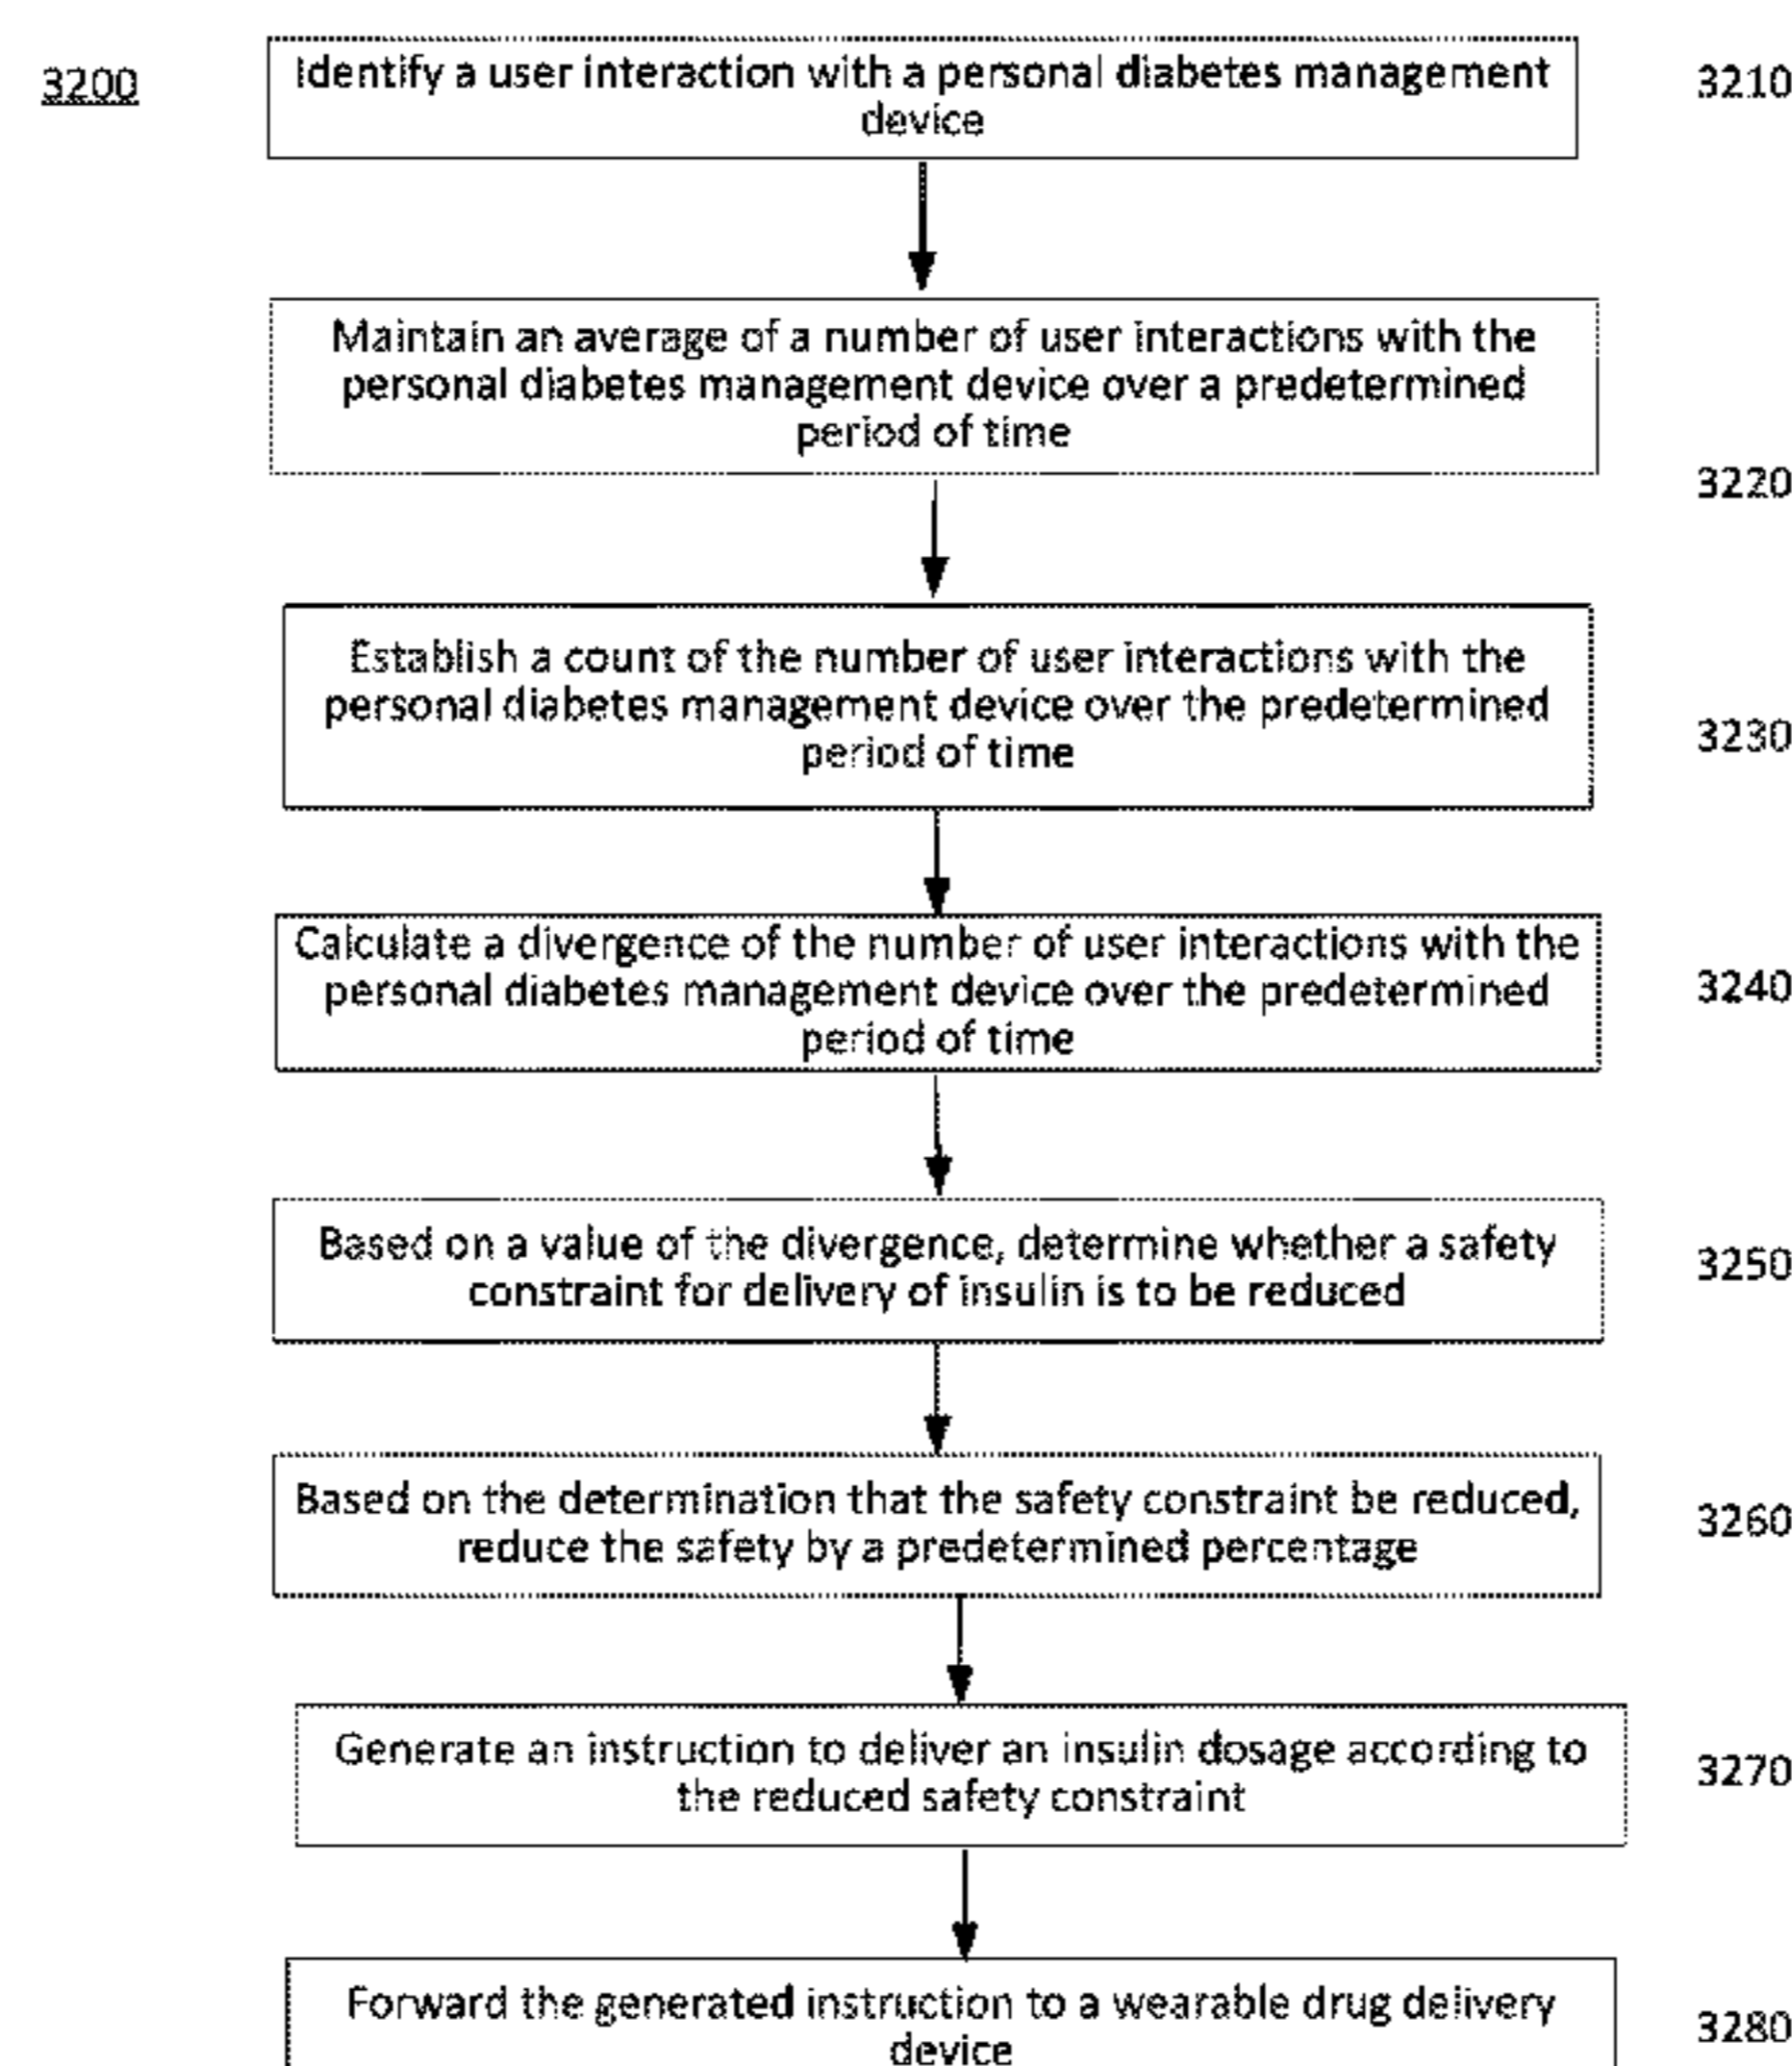 3200
Identify a user interaction with a personal diabetes management
device
3210
Maintain an average of a number of user interactions with the
personal diabetes management device over a predetermined
period of time
3220
Establish a count of the number of user interactions with the
personal diabetes management device over the predetermined
period of time
3230
Calculate a divergence of the number of user interactions with the
personal diabetes management device over the predetermined
period of time
3240
Based on a value of the divergence, determine whether a safety
constraint for delivery of insulin is to be reduced
3250
Based on the determination that the safety constraint be reduced,
reduce the safety by a predetermined percentage
3260
Generate an instruction to deliver an insulin dosage according to
the reduced safety constraint
3270
Forward the generated instruction to a wearable drug delivery
device
3280